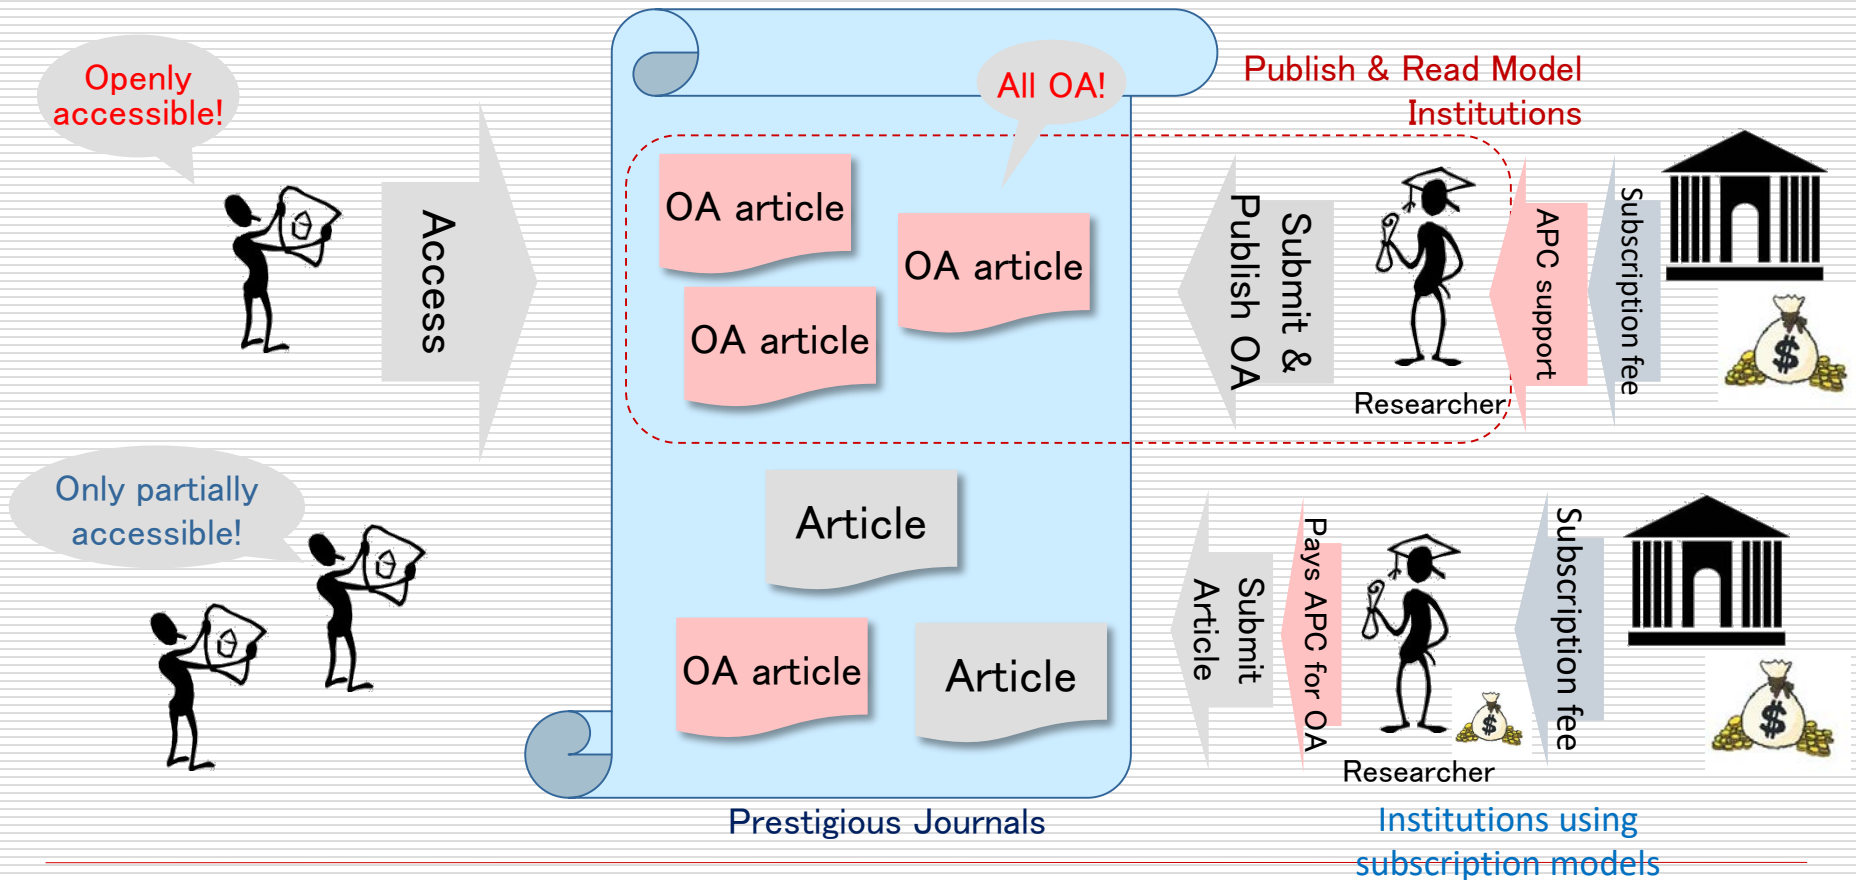 Openly
accessible!
Access
All OA!
OA article
OA article
OA article
Publish & Read Model
Institutions
Submit &
Publish OA
Researcher
APC support
Subscription fee
Only partially
accessible!
Article
OA article
Article
Submit
Article
Pays APC for OA
Researcher
Subscription fee
Prestigious Journals
Institutions using
subscription models
$
$
$